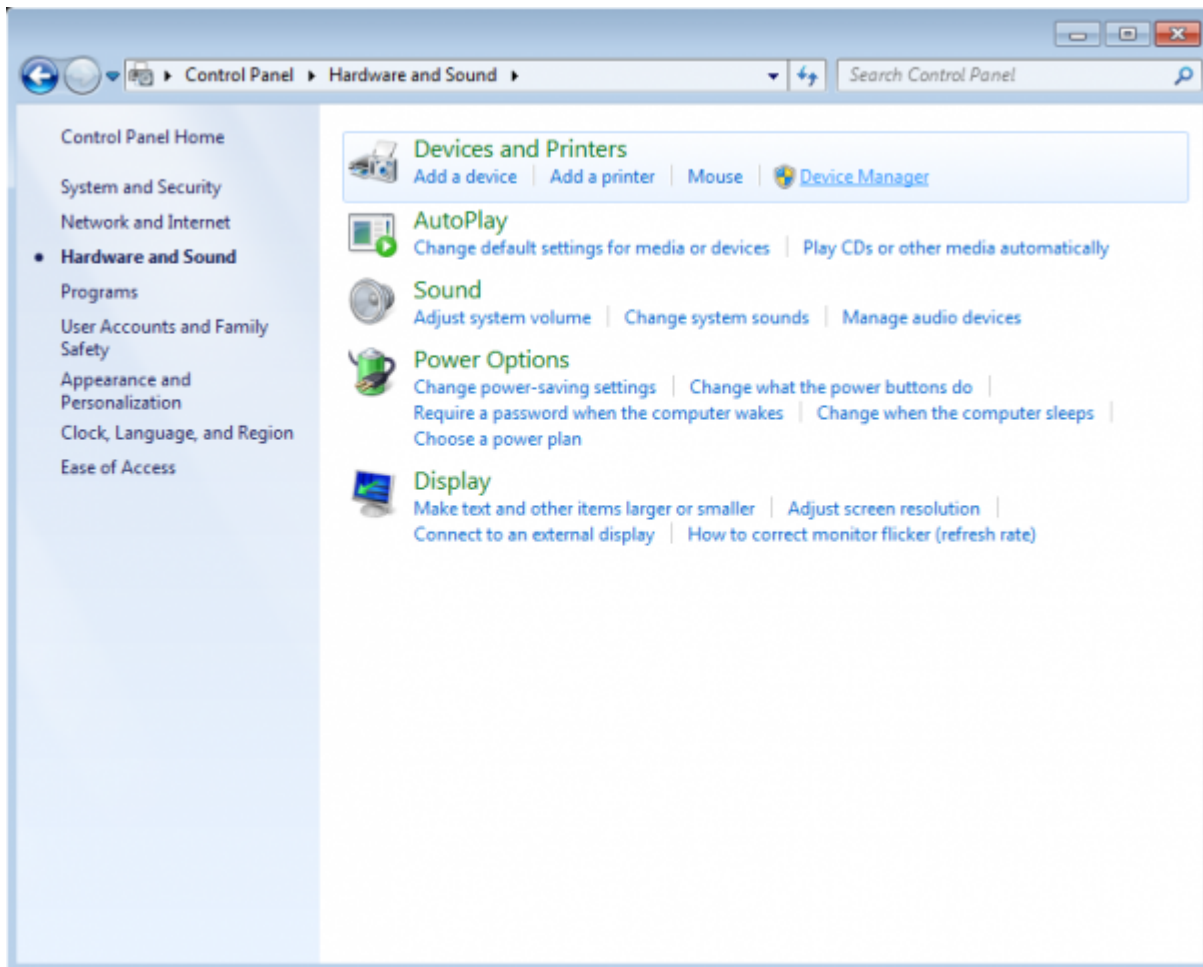 Control Panel Hardware and Sound
Search Control Panel
Control Panel Home
System and Security
Network and Internet
Hardware and Sound
Programs
User Accounts and Family
Safety
Appearance and
Personalization
Clock, Language, and Region
Ease of Access
Devices and Printers
Add a device Add a printer Mouse Device Manager
AutoPlay
Change default settings for media or devices Play CDs or other media automatically
Sound
Adjust system volume Change system sounds Manage audio devices
Power Options
Change power-saving settings Change what the power buttons do
Require a password when the computer wakes Change when the computer sleeps
Choose a power plan
Display
Make text and other items larger or smaller Adjust screen resolution
Connect to an external display How to correct monitor flicker (refresh rate)